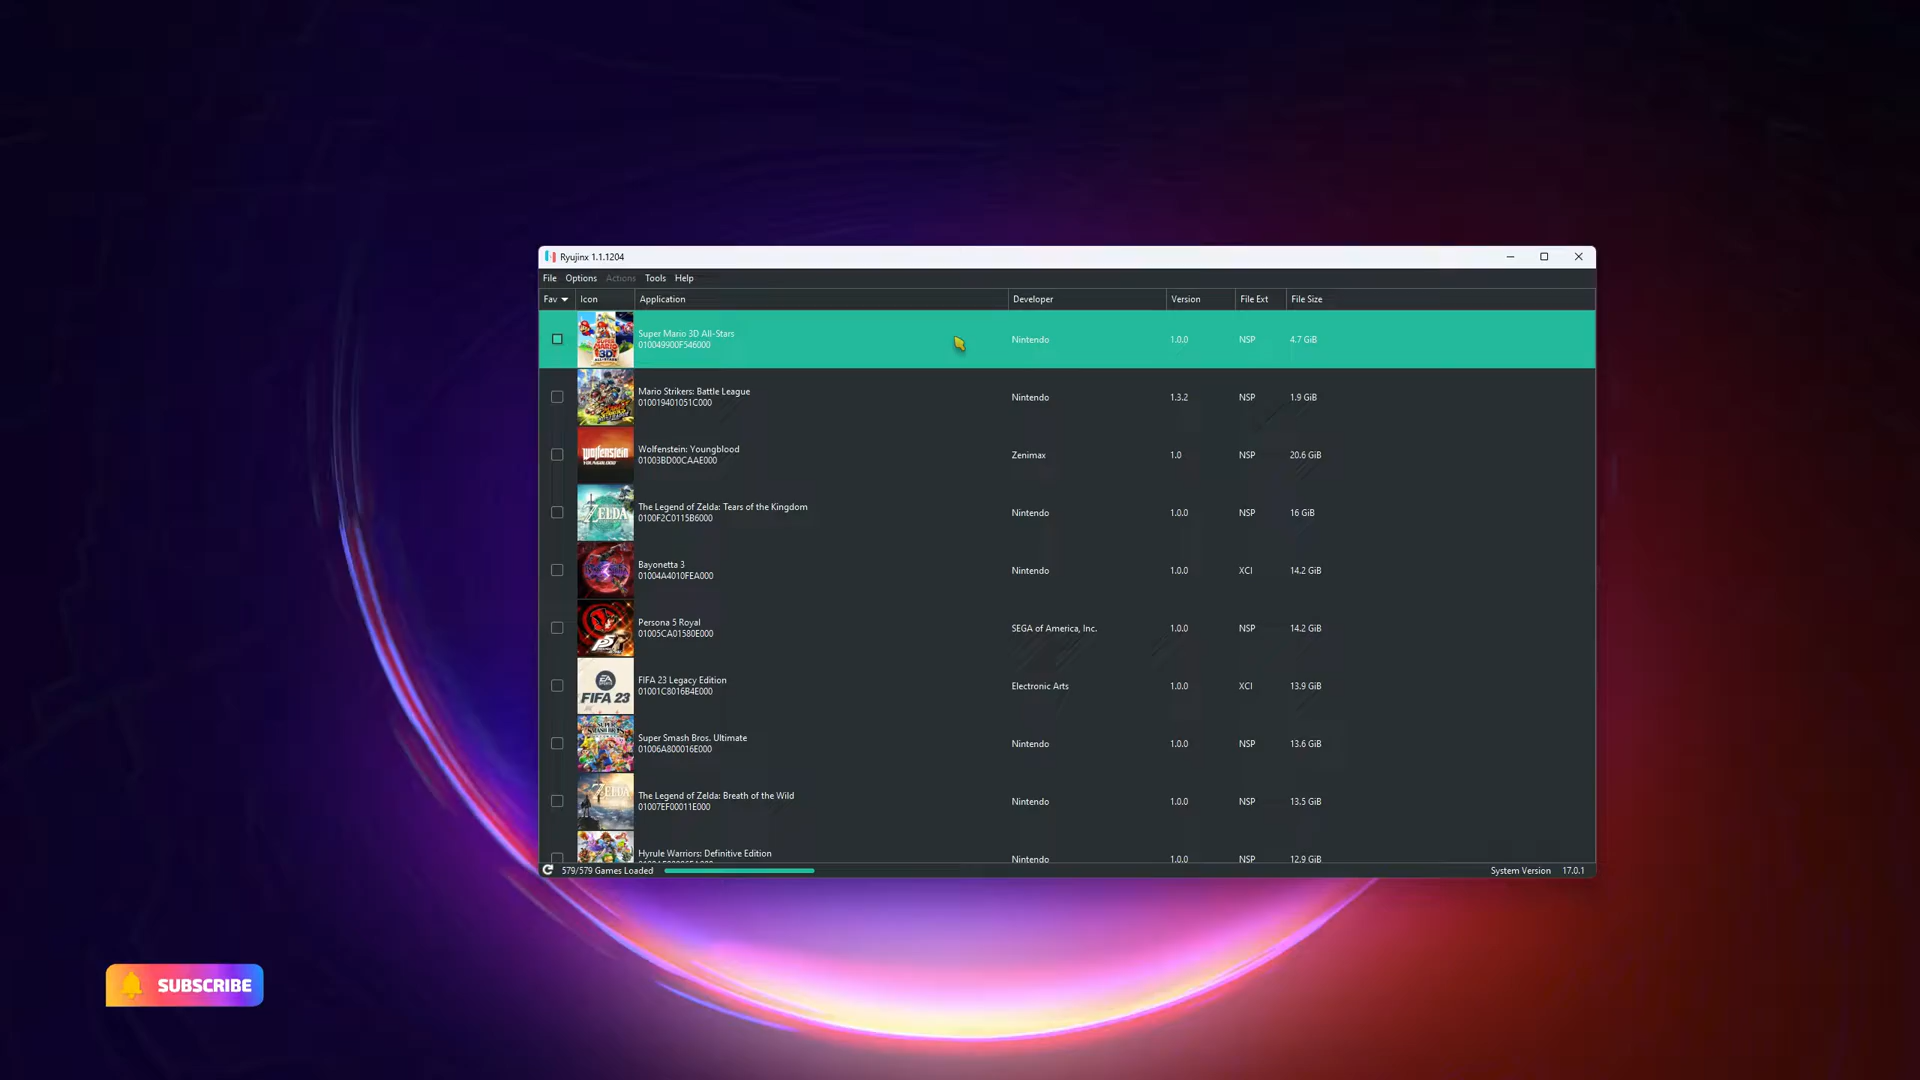 Ryujinx 1.1.1204
File Options Actions Tools Help
Fav Icon Application Developer Version File Ext File Size
Super Mario 3D All-Stars
010049900F546000
Nintendo 1.0.0 NSP 4.7 GiB
Mario Strikers: Battle League
010019401051C000
Nintendo 1.3.2 NSP 1.9 GiB
Wolfenstein: Youngblood
01003BD00CAAE000
Zenimax 1.0 NSP 20.6 GiB
ZELDA
The Legend of Zelda: Tears of the Kingdom
0100F2C0115B6000
Nintendo 1.0.0 NSP 16 GiB
Bayonetta 3
01004A4010FEA000
Nintendo 1.0.0 XCI 14.2 GiB
Persona 5 Royal
01005CA01580E000
SEGA of America, Inc. 1.0.0 NSP 14.2 GiB
FIFA 23
FIFA 23 Legacy Edition
01001C8016B4E000
Electronic Arts 1.0.0 XCI 13.9 GiB
Super Smash Bros. Ultimate
01006A800016E000
Nintendo 1.0.0 NSP 13.6 GiB
ZELDA
The Legend of Zelda: Breath of the Wild
01007EF00011E000
Nintendo 1.0.0 NSP 13.5 GiB
Hyrule Warriors: Definitive Edition
Nintendo 1.0.0 NSP 12.9 GiB
579/579 Games Loaded System Version 17.0.1
SUBSCRIBE